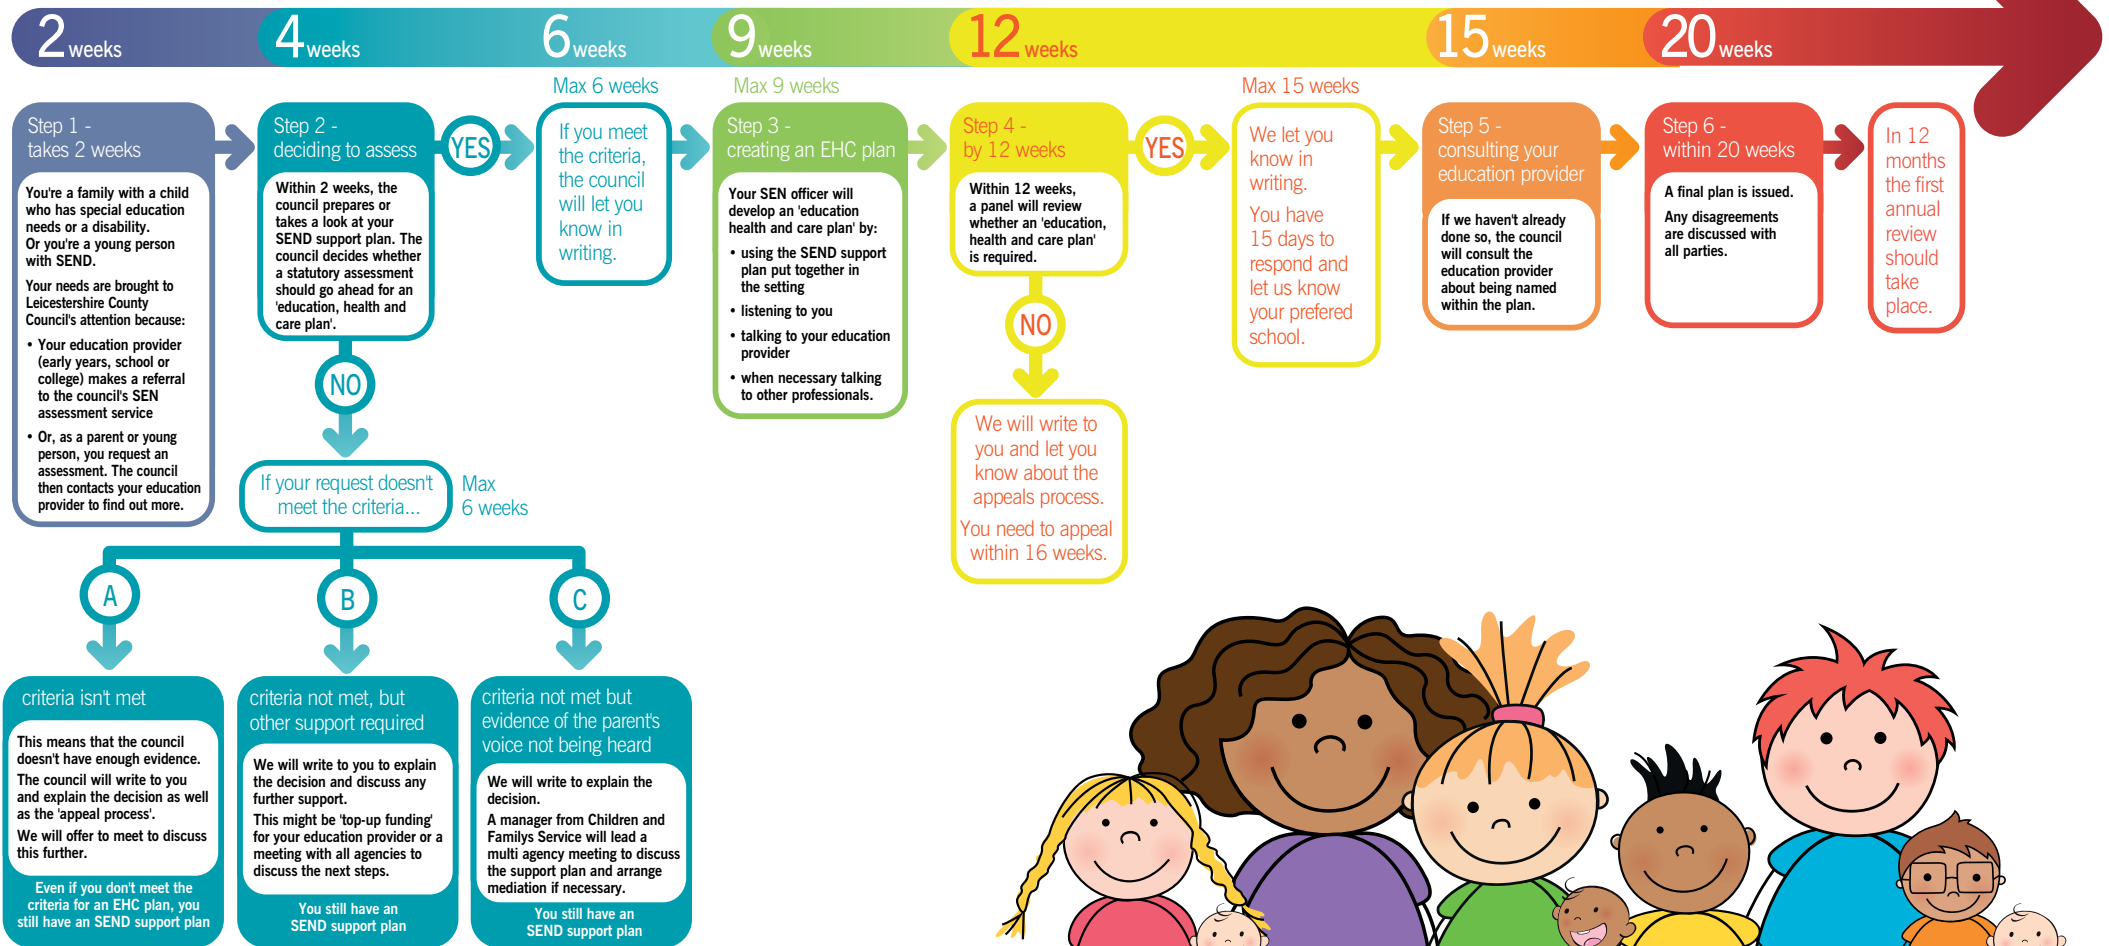 2 weeks
4 weeks
6 weeks
9 weeks
12 weeks
15 weeks
20 weeks
Step 1 -
takes 2 weeks
You're a family with a child
who has special education
needs or a disability.
Or you're a young person
with SEND.
Your needs are brought to
Leicestershire County
Council's attention because:
• Your education provider
(early years, school or
college) makes a referral
to the council's SEN
assessment service
• Or, as a parent or young
person, you request an
assessment. The council
then contacts your education
provider to find out more.
Step 2 -
deciding to assess
Within 2 weeks, the
council prepares or
takes a look at your
SEND support plan. The
council decides whether
a statutory assessment
should go ahead for an
'education, health and
care plan'.
YES
Max 6 weeks
If you meet
the criteria,
the council
will let you
know in
writing.
NO
If your request doesn't
meet the criteria...
Max
6 weeks
A
criteria isn't met
This means that the council
doesn't have enough evidence.
The council will write to you
and explain the decision as well
as the 'appeal process'.
We will offer to meet to discuss
this further.
Even if you don't meet the
criteria for an EHC plan, you
still have an SEND support plan
B
criteria not met, but
other support required
We will write to you to explain
the decision and discuss any
further support.
This might be 'top-up funding'
for your education provider or a
meeting with all agencies to
discuss the next steps.
You still have an
SEND support plan
C
criteria not met but
evidence of the parent's
voice not being heard
We will write to explain the
decision.
A manager from Children and
Familys Service will lead a
multi agency meeting to discuss
the support plan and arrange
mediation if necessary.
You still have an
SEND support plan
Max 9 weeks
Step 3 -
creating an EHC plan
Your SEN officer will
develop an 'education
health and care plan' by:
• using the SEND support
plan put together in
the setting
• listening to you
• talking to your education
provider
• when necessary talking
to other professionals.
Step 4 -
by 12 weeks
Within 12 weeks,
a panel will review
whether an 'education,
health and care plan'
is required.
NO
We will write to
you and let you
know about the
appeals process.
You need to appeal
within 16 weeks.
YES
Max 15 weeks
We let you
know in
writing.
You have
15 days to
respond and
let us know
your prefered
school.
Step 5 -
consulting your
education provider
If we haven't already
done so, the council
will consult the
education provider
about being named
within the plan.
Step 6 -
within 20 weeks
A final plan is issued.
Any disagreements
are discussed with
all parties.
In 12
months
the first
annual
review
should
take
place.